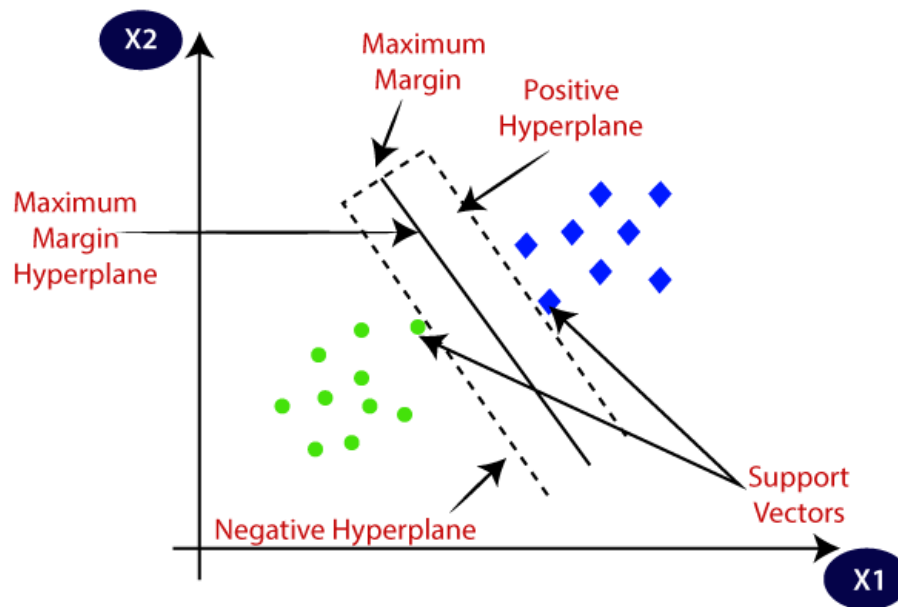 X2
Maximum
Margin
Positive
Hyperplane
Maximum
Margin
Hyperplane
Support
Vectors
Negative Hyperplane
X1